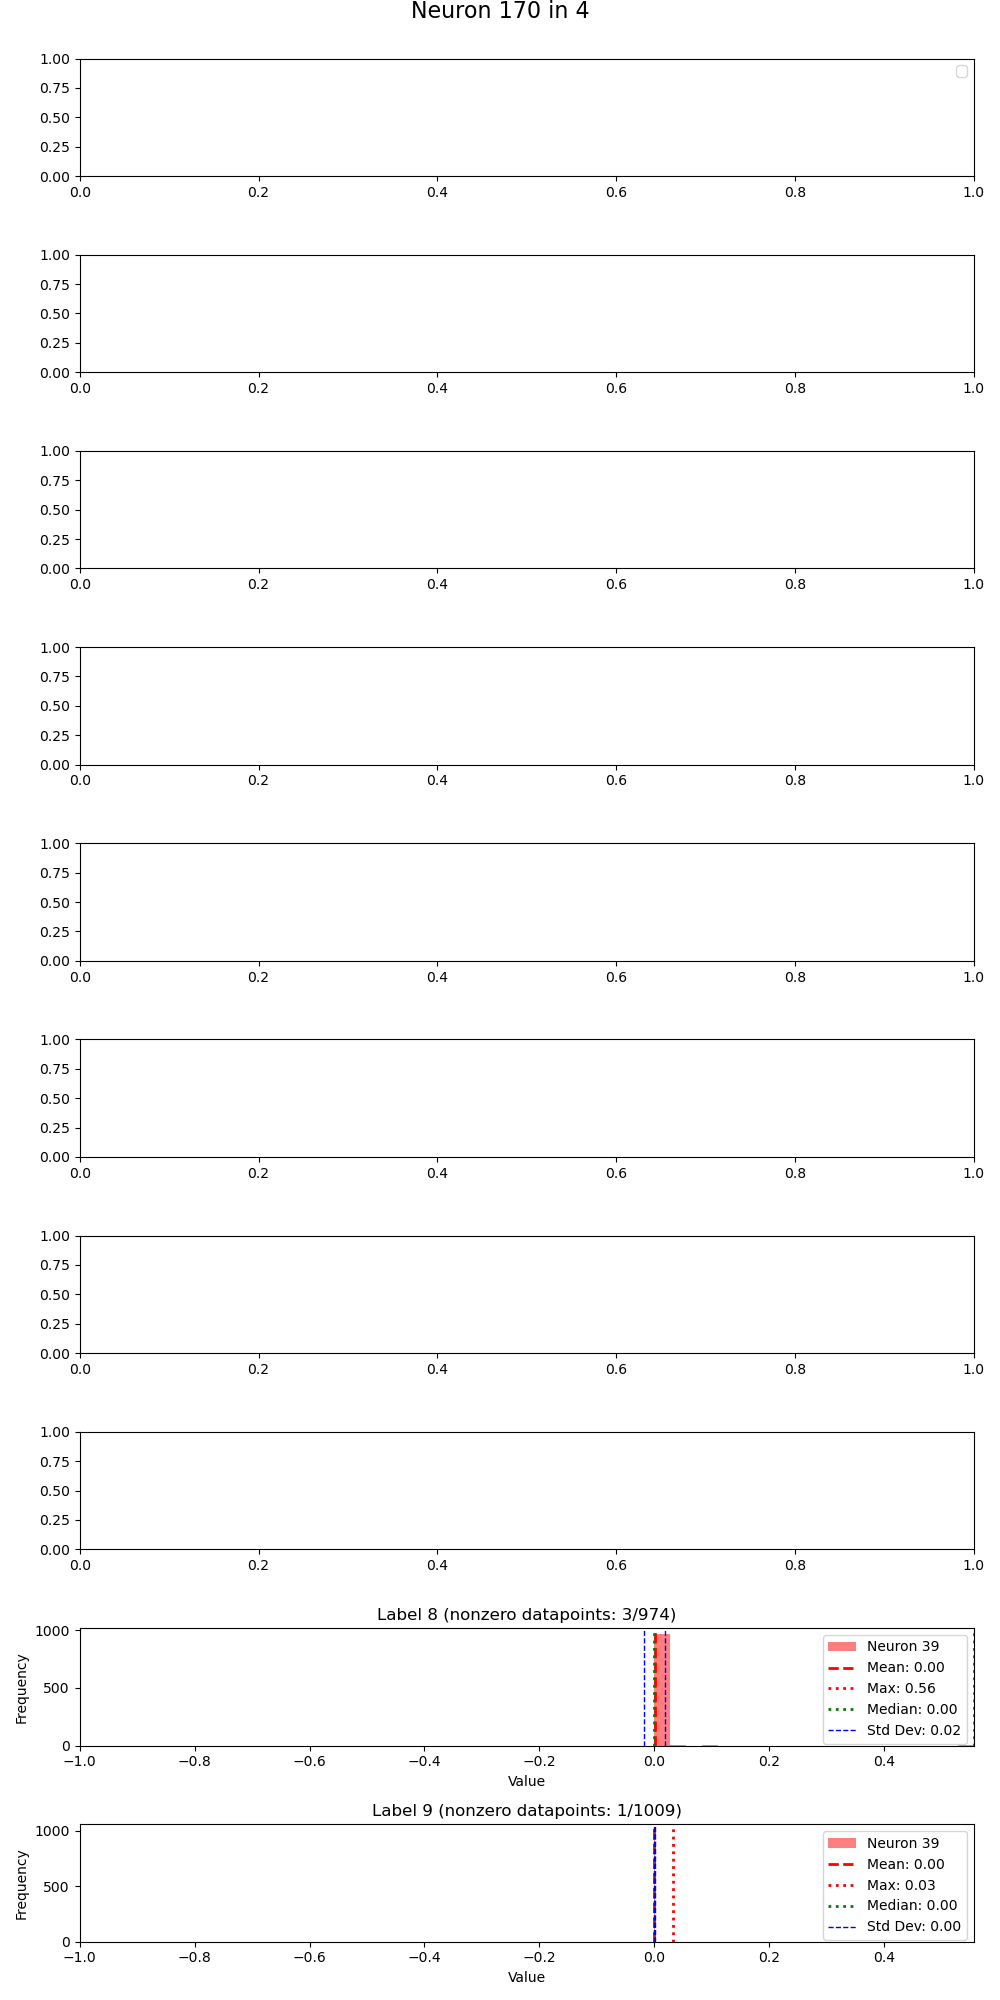 Neuron 170 in 4
1.00
0.75
0.50
0.25
0.00
0.0 0.2 0.4 0.6 0.8 1.0
1.00
0.75
0.50
0.25
0.00
0.0 0.2 0.4 0.6 0.8 1.0
1.00
0.75
0.50
0.25
0.00
0.0 0.2 0.4 0.6 0.8 1.0
1.00
0.75
0.50
0.25
0.00
0.0 0.2 0.4 0.6 0.8 1.0
1.00
0.75
0.50
0.25
0.00
0.0 0.2 0.4 0.6 0.8 1.0
1.00
0.75
0.50
0.25
0.00
0.0 0.2 0.4 0.6 0.8 1.0
1.00
0.75
0.50
0.25
0.00
0.0 0.2 0.4 0.6 0.8 1.0
1.00
0.75
0.50
0.25
0.00
0.0 0.2 0.4 0.6 0.8 1.0
Label 8 (nonzero datapoints: 3/974)
Frequency
1000
500
0
Neuron 39
Mean: 0.00
Max: 0.56
Median: 0.00
Std Dev: 0.02
−1.0 −0.8 −0.6 −0.4 −0.2 0.0 0.2 0.4
Value
Label 9 (nonzero datapoints: 1/1009)
Frequency
1000
500
0
Neuron 39
Mean: 0.00
Max: 0.03
Median: 0.00
Std Dev: 0.00
−1.0 −0.8 −0.6 −0.4 −0.2 0.0 0.2 0.4
Value